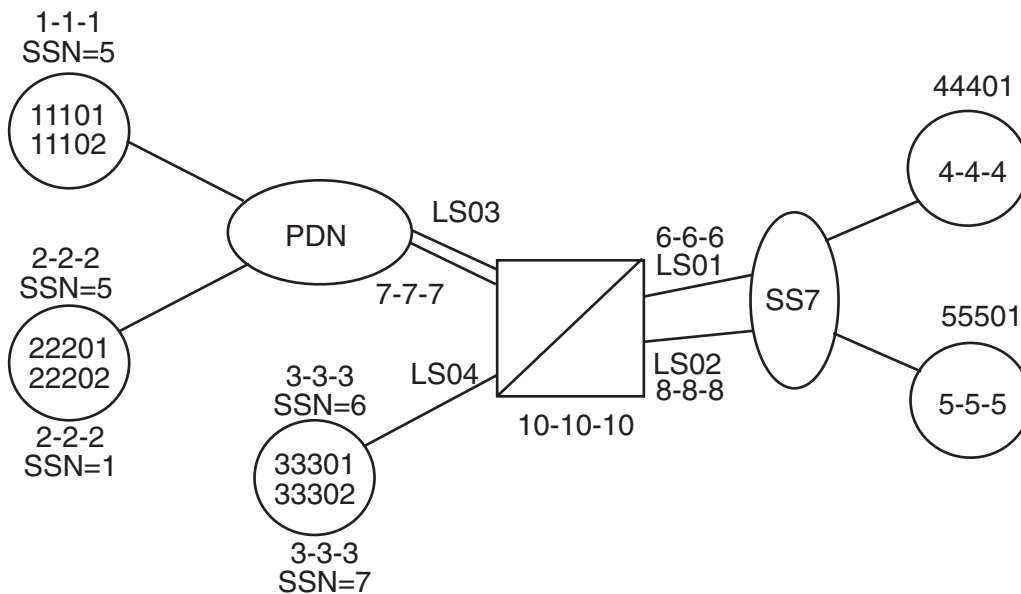 1-1-1
SSN=5
11101
11102
PDN
LS03
7-7-7
2-2-2
SSN=5
22201
22202
2-2-2
SSN=1
LS04
3-3-3
SSN=6
33301
33302
3-3-3
SSN=7
10-10-10
6-6-6
LS01
LS02
8-8-8
SS7
44401
4-4-4
55501
5-5-5